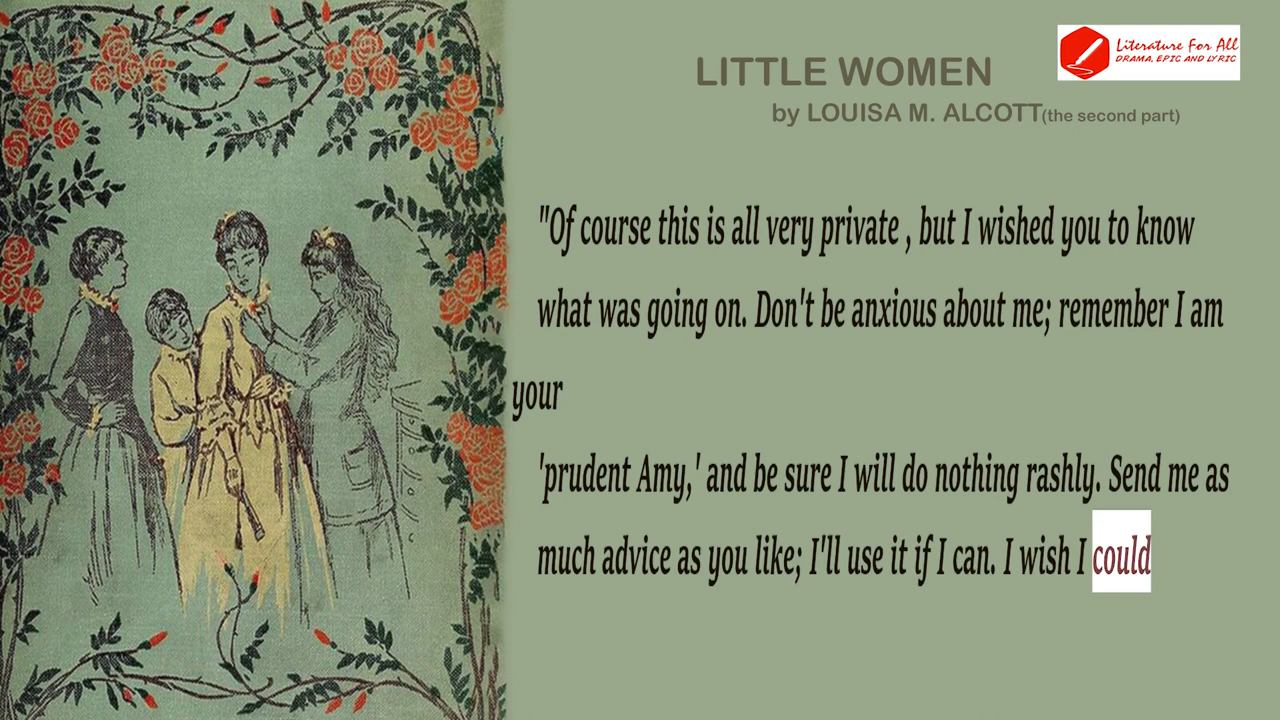 LITTLE WOMEN
by LOUISA M. ALCOTT(the second part)
Literature For All
DRAMA, EPIC AND LYRIC
"Of course this is all very private , but I wished you to know
what was going on. Don't be anxious about me; remember I am
your
'prudent Amy,' and be sure I will do nothing rashly. Send me as
much advice as you like; I'll use it if I can. I wish I could